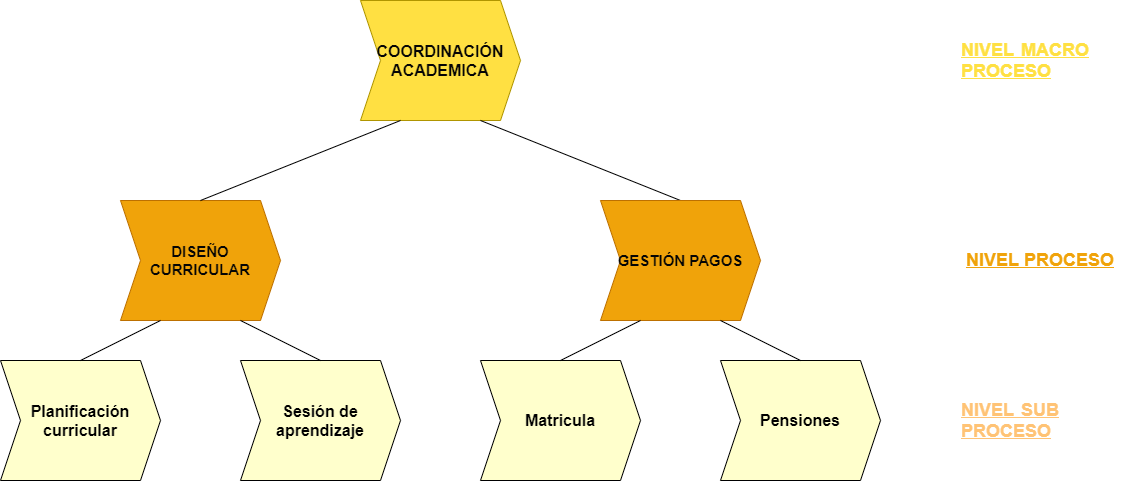 COORDINACIÓN
ACADEMICA
NIVEL MACRO
PROCESO
DISEÑO
CURRICULAR
GESTIÓN PAGOS
NIVEL PROCESO
Planificación
curricular
Sesión de
aprendizaje
Matricula
Pensiones
NIVEL SUB
PROCESO